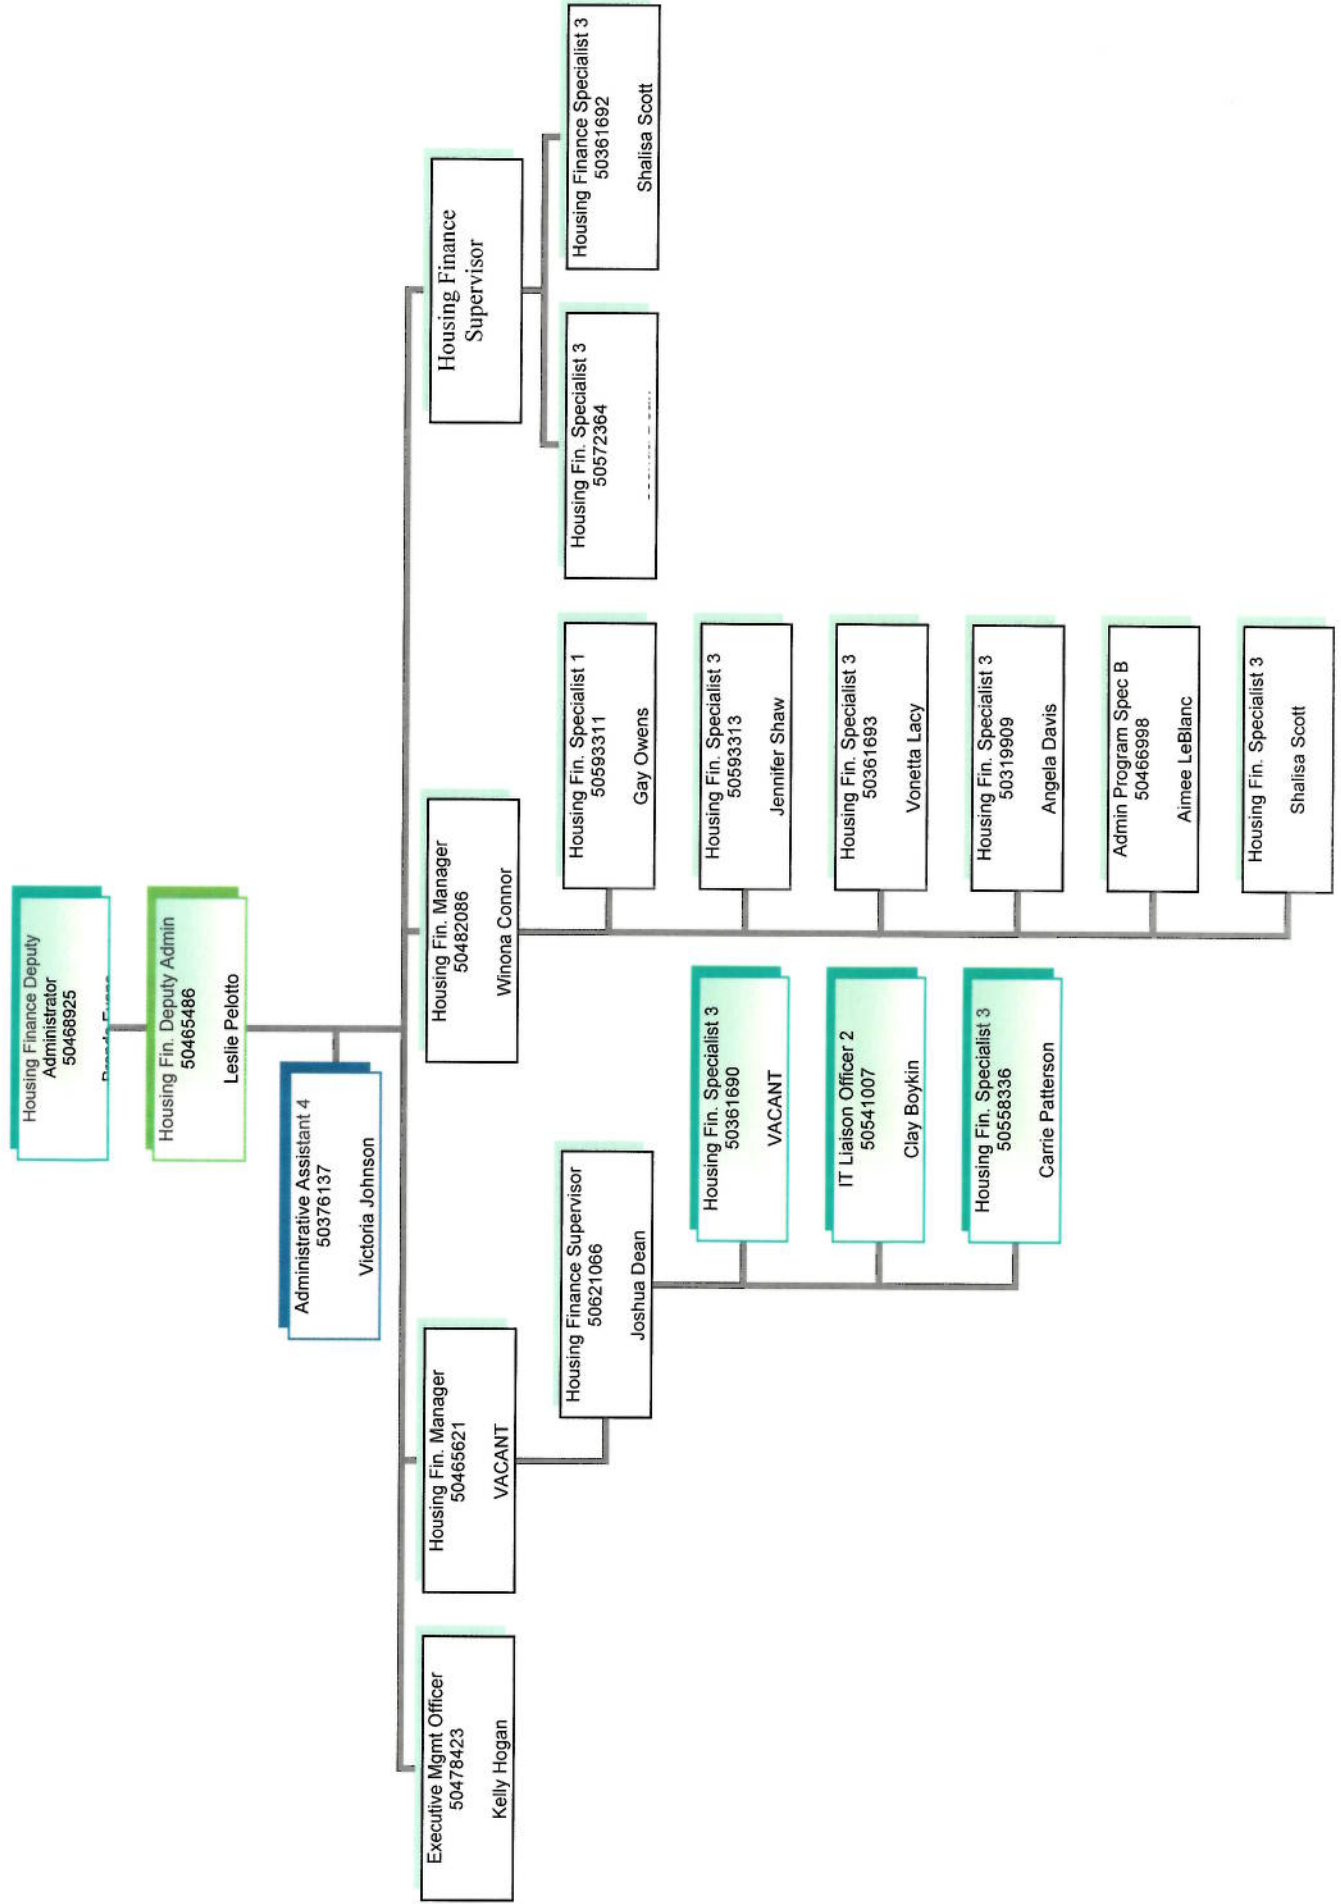 Housing Finance Deputy
Administrator
50468925
Housing Fin. Deputy Admin
50465486
Leslie Pelotto
Administrative Assistant 4
50376137
Victoria Johnson
Executive Mgmt Officer
50478423
Kelly Hogan
Housing Fin. Manager
50465621
VACANT
Housing Finance Supervisor
50621066
Joshua Dean
Housing Fin. Specialist 3
50361690
VACANT
IT Liaison Officer 2
50541007
Clay Boykin
Housing Fin. Specialist 3
50558336
Carrie Patterson
Housing Fin. Manager
50482086
Winona Connor
Housing Fin. Specialist 1
50593311
Gay Owens
Housing Fin. Specialist 3
50593313
Jennifer Shaw
Housing Fin. Specialist 3
50361693
Vonetta Lacy
Housing Fin. Specialist 3
50319909
Angela Davis
Admin Program Spec B
50466998
Aimee LeBlanc
Housing Fin. Specialist 3
Shalisa Scott
Housing Finance
Supervisor
Housing Fin. Specialist 3
50572364
Housing Finance Specialist 3
50361692
Shalisa Scott